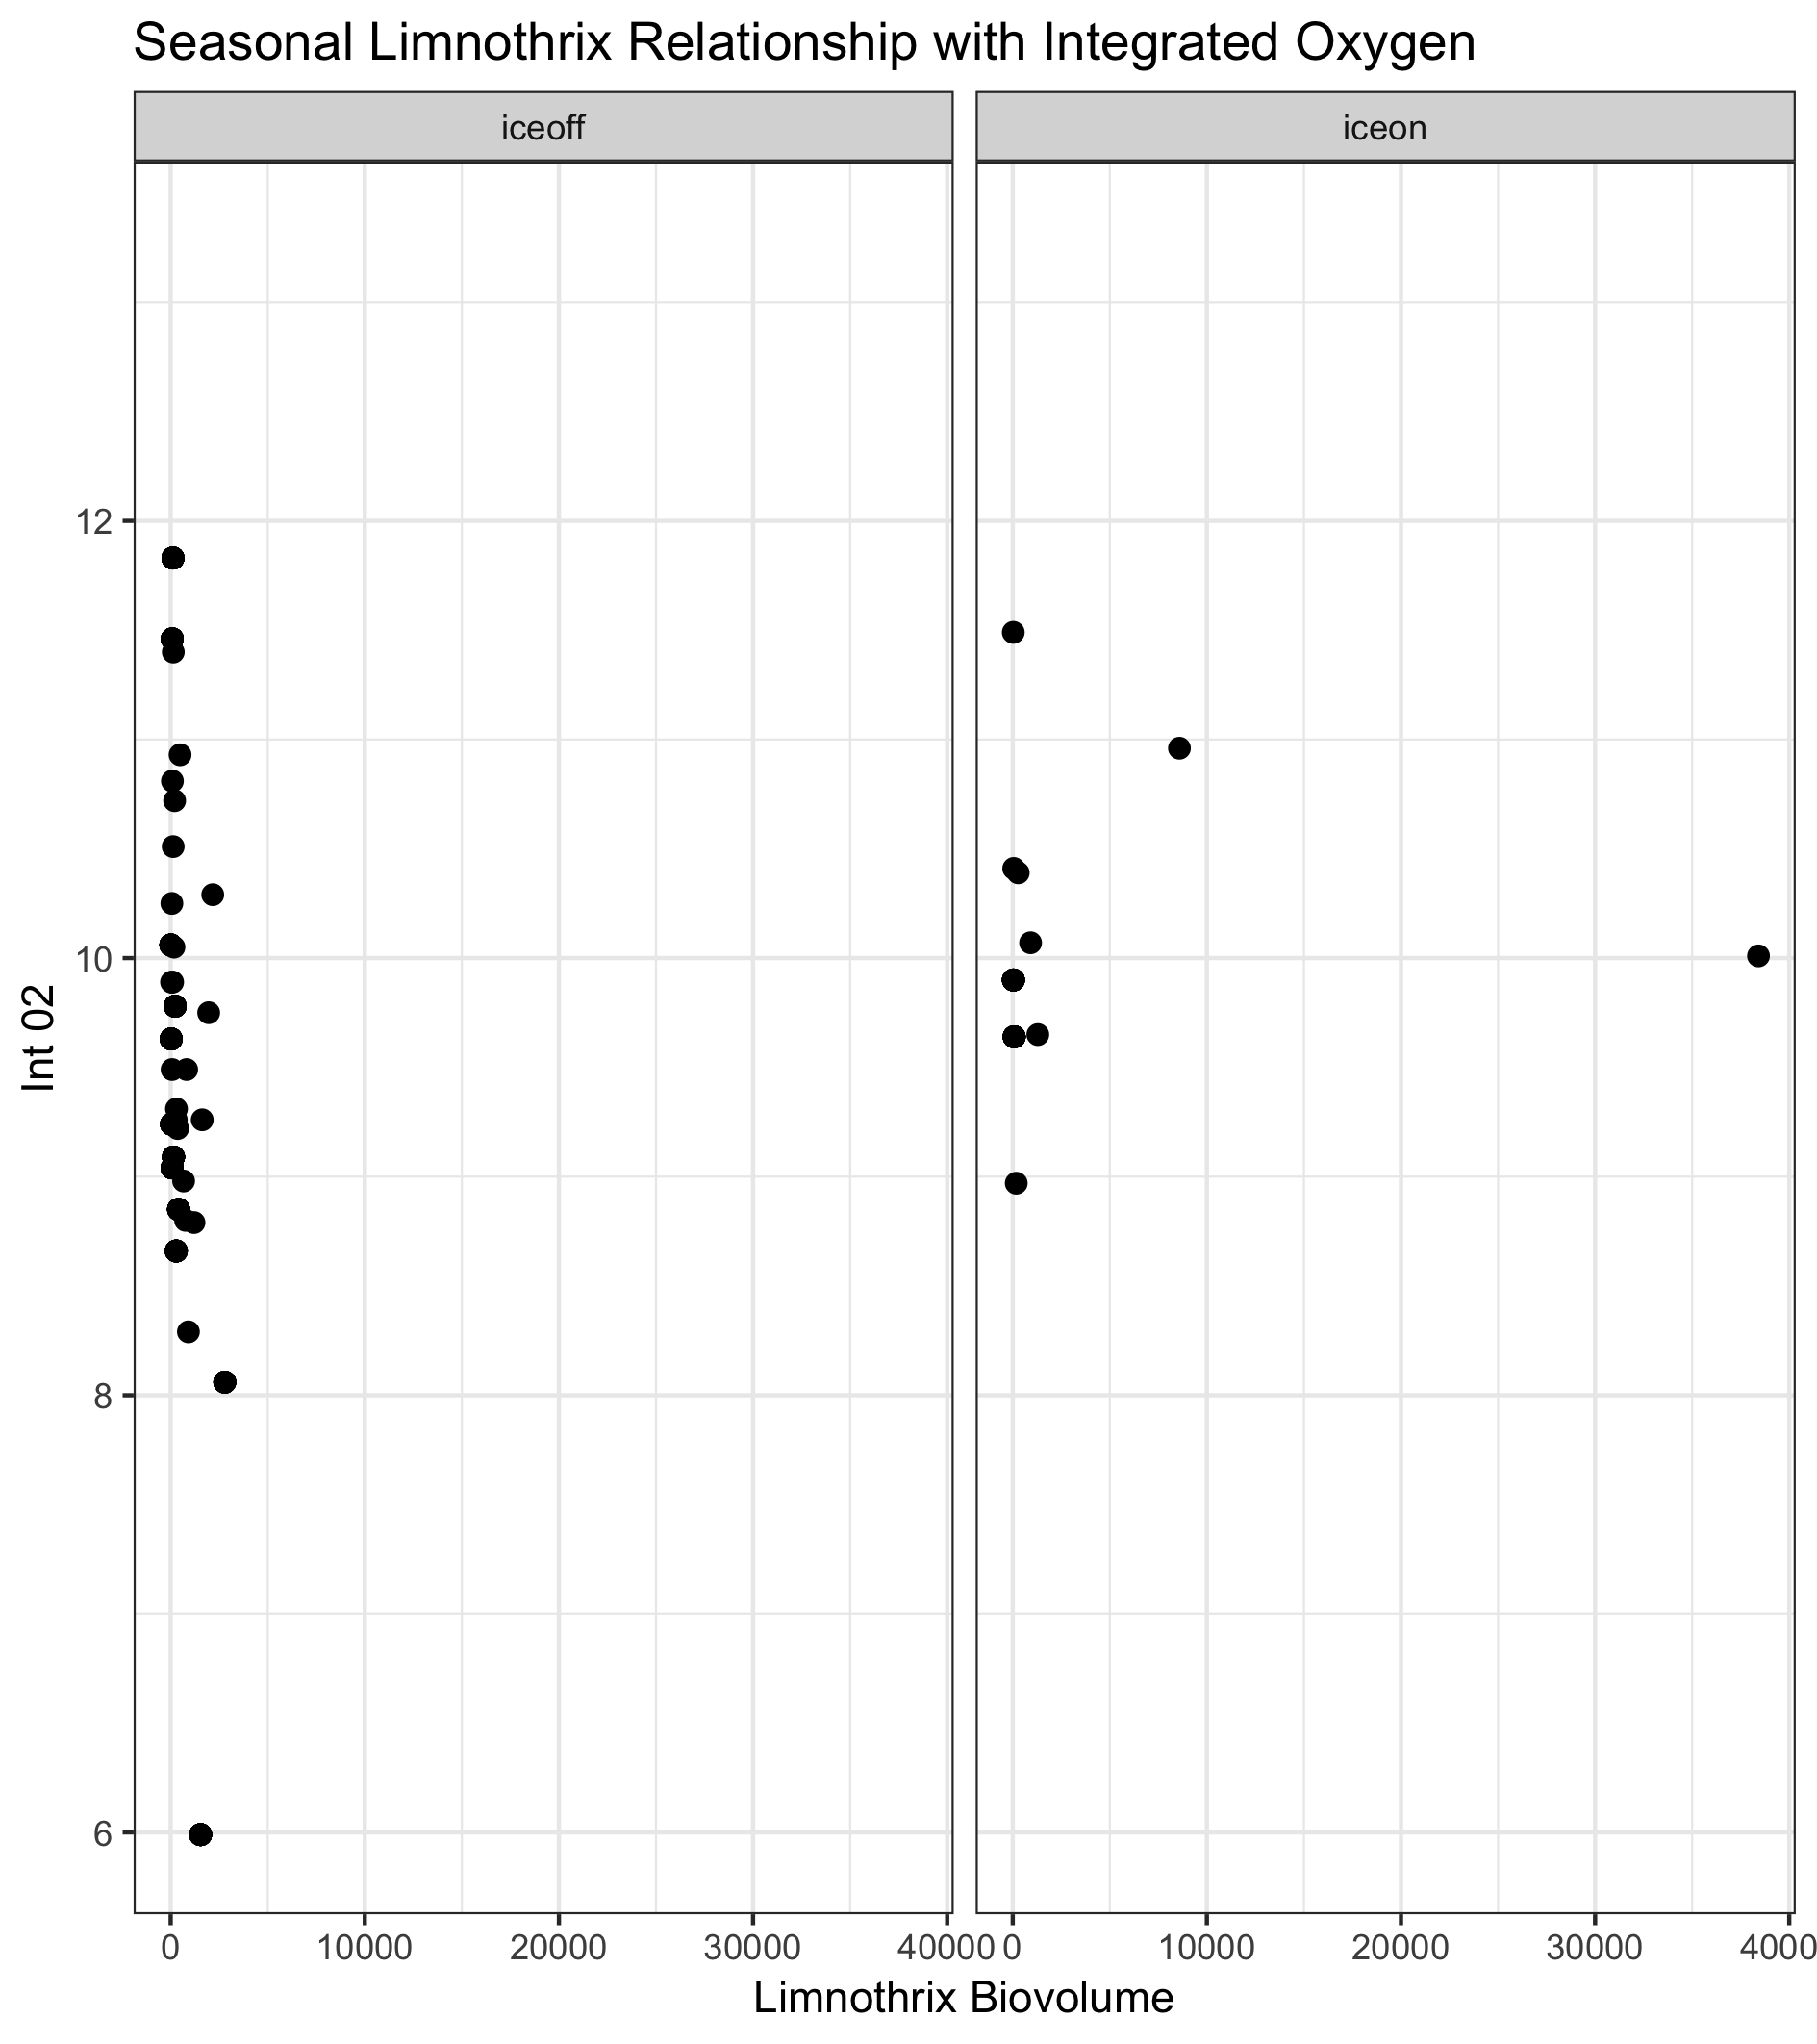 Seasonal Limnothrix Relationship with Integrated Oxygen
iceoff
iceon
12
10
8
6
Int 02
0 10000 20000 30000 40000
0 10000 20000 30000 4000
Limnothrix Biovolume